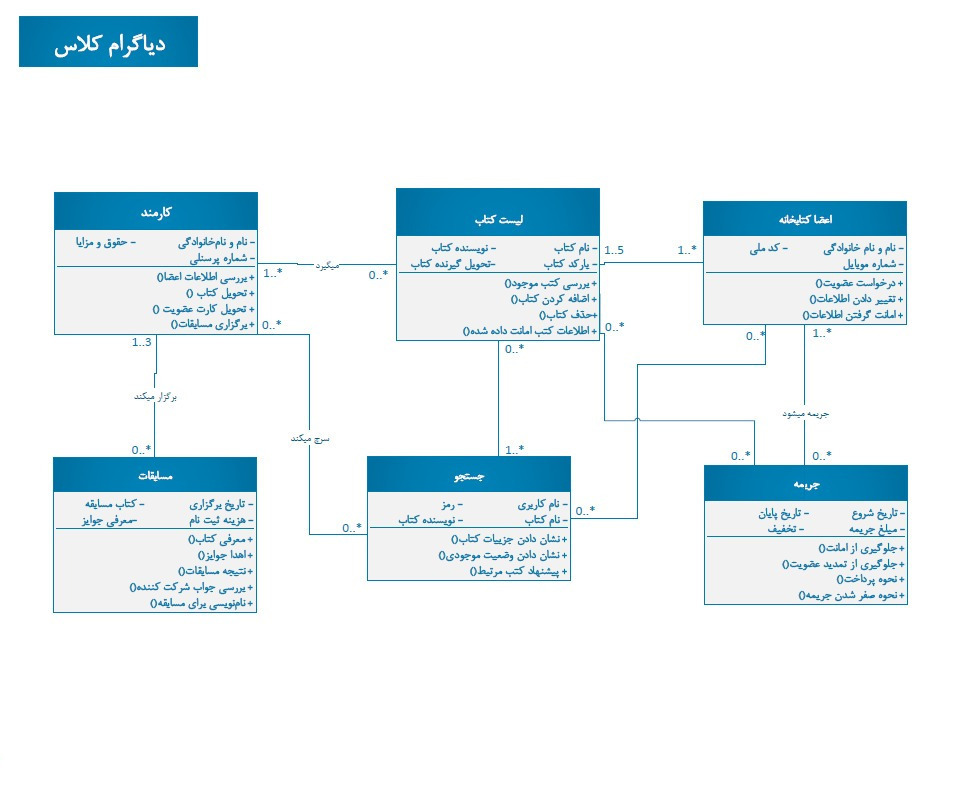 دیاگرام کلاس
اعضا کتابخانه
– نام و نام خانوادگی – کد ملی
– شماره موبایل
+ درخواست عضویت()
+ تغییر دادن اطلاعات()
+ امانت گرفتن اطلاعات()
لیست کتاب
– نام کتاب – نویسنده کتاب
– بارکد کتاب –تحویل گیرنده کتاب
+ بررسی کتب موجود()
+ اضافه کردن کتاب()
+حذف کتاب()
+ اطلاعات کتب امانت داده شده()
کارمند
– نام و نام‌خانوادگی – حقوق و مزایا
– شماره پرسنلی
+ بررسی اطلاعات اعضا()
+ تحویل کتاب ()
+ تحویل کارت عضویت ()
+ برگزاری مسابقات()
1..*
1..5
0..*
میگیرد
1..*
0..*
1..*
0..*
0..*
0..*
1..3
جریمه میشود
سرچ میکند
برگزار میکند
0..*
0..*
1..*
0..*
0..*
0..*
جریمه
– تاریخ شروع – تاریخ پایان
– مبلغ جریمه – تخفیف
+ جلوگیری از امانت()
+ جلوگیری از تمدید عضویت()
+ نحوه پرداخت()
+ نحوه صفر شدن جریمه()
جستجو
– نام کاربری – رمز
– نام کتاب – نویسنده کتاب
+ نشان دادن جزییات کتاب()
+ نشان دادن وضعیت موجودی()
+ پیشنهاد کتب مرتبط()
مسابقات
– تاریخ برگزاری – کتاب مسابقه
– هزینه ثبت نام –معرفی جوایز
+ معرفی کتاب()
+ اهدا جوایز()
+ نتیجه مسابقات()
+ بررسی جواب شرکت کننده()
+ نام‌نویسی برای مسابقه()